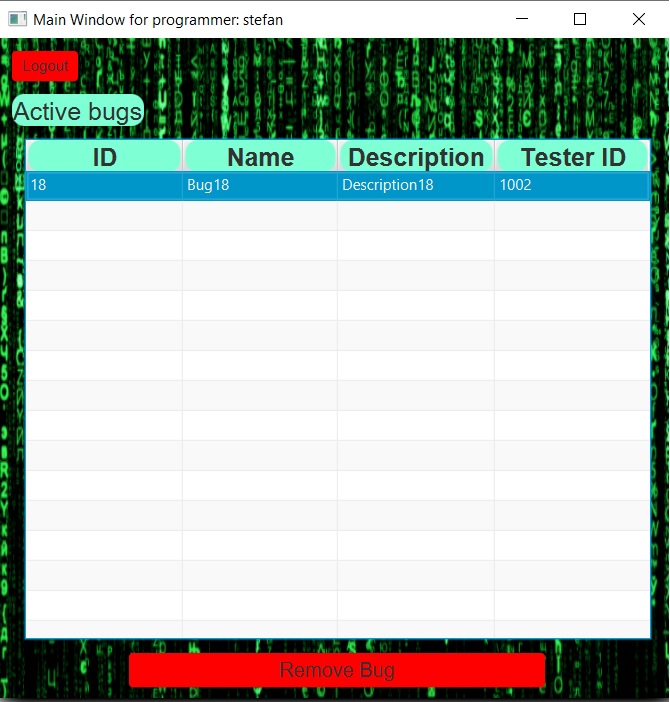 Main Window for programmer: stefan
Logout
Active bugs
ID Name Description Tester ID
18 Bug18 Description18 1002
Remove Bug